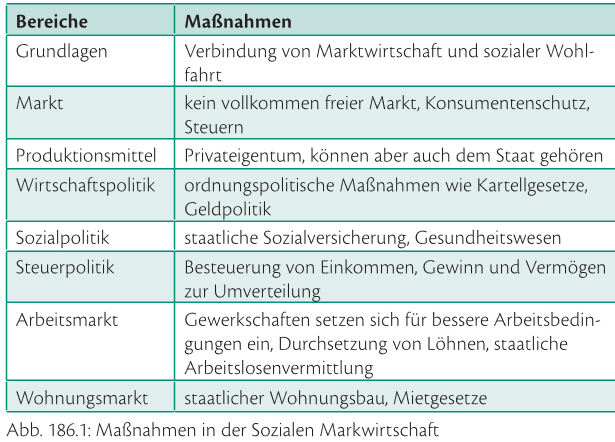 Bereiche Maßnahmen
Grundlagen Verbindung von Marktwirtschaft und sozialer Wohl-
fahrt
Markt kein vollkommen freier Markt, Konsumentenschutz,
Steuern
Produktionsmittel Privateigentum, können aber auch dem Staat gehören
Wirtschaftspolitik ordnungspolitische Maßnahmen wie Kartellgesetze,
Geldpolitik
Sozialpolitik staatliche Sozialversicherung, Gesundheitswesen
Steuerpolitik Besteuerung von Einkommen, Gewinn und Vermögen
zur Umverteilung
Arbeitsmarkt Gewerkschaften setzen sich für bessere Arbeitsbedin-
gungen ein, Durchsetzung von Löhnen, staatliche
Arbeitslosenvermittlung
Wohnungsmarkt staatlicher Wohnungsbau, Mietgesetze
Abb. 186.1: Maßnahmen in der Sozialen Markwirtschaft